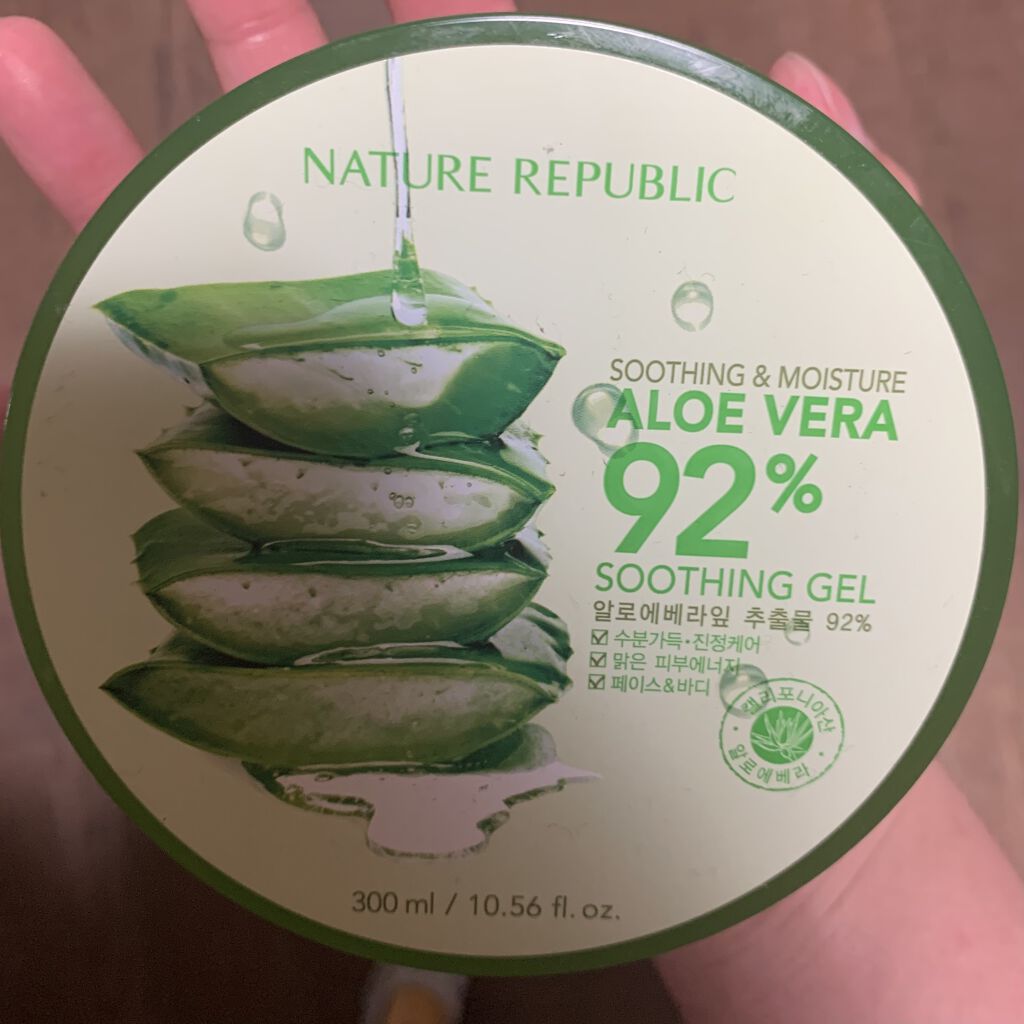 NATURE REPUBLIC
SOOTHING & MOISTURE
ALOE VERA
92%
SOOTHING GEL
알로에베라잎 추출물 92%
☑ 수분가득·진정케어
☑ 맑은 피부에너지
☑ 페이스&바디
캘리포니아산
알로에베라
300 ml / 10.56 fl. oz.